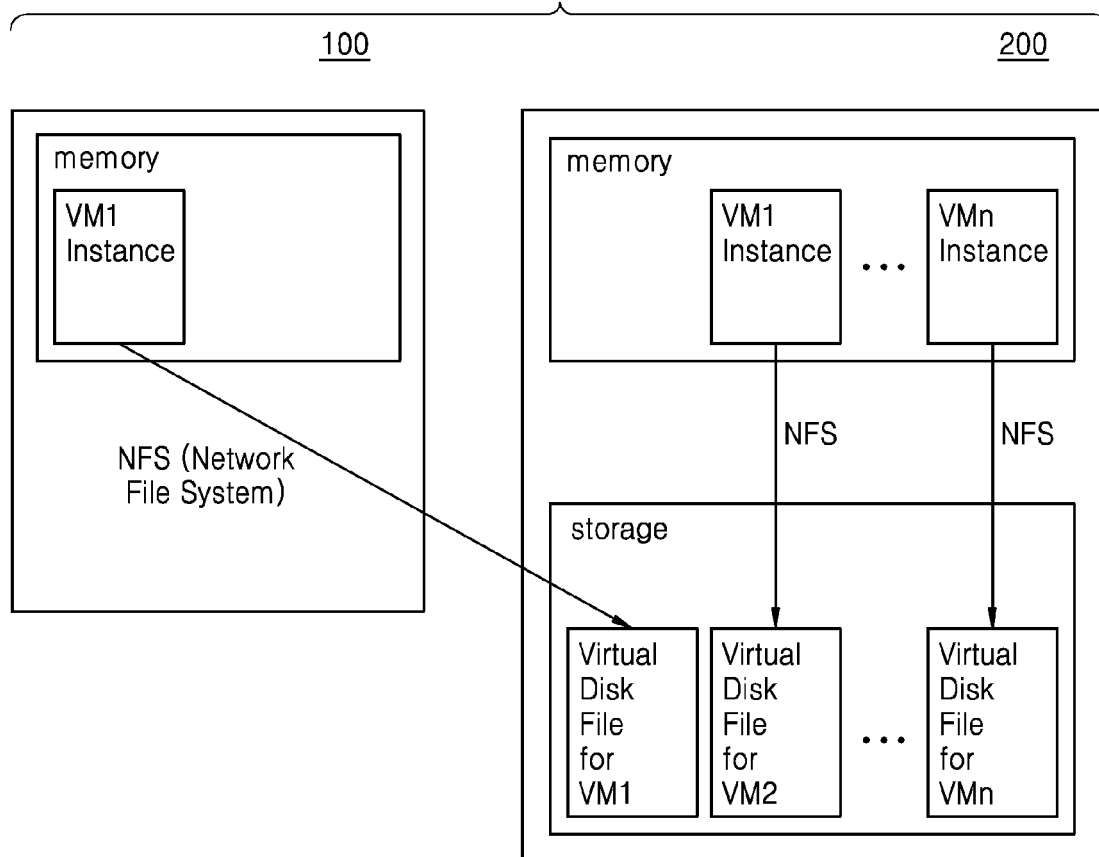 100
200
memory
VM1
Instance
NFS (Network
File System)
memory
VM1
Instance
...
VMn
Instance
NFS
NFS
storage
Virtual
Disk
File
for
VM1
Virtual
Disk
File
for
VM2
...
Virtual
Disk
File
for
VMn